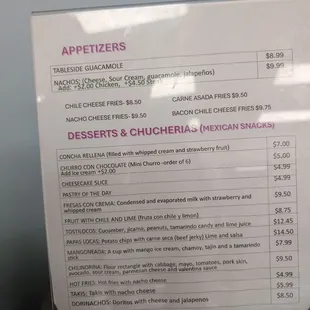 APPETIZERS
TABLESIDE GUACAMOLE $8.99
NACHOS: (Cheese, Sour Cream, guacamole, jalapeños) $9.99
Add: +$2.00 Chicken, +$4.50
CHILE CHEESE FRIES- $8.50 CARNE ASADA FRIES $9.50
NACHO CHEESE FRIES- $9.50 BACON CHILE CHEESE FRIES $9.75
DESSERTS & CHUCHERIAS (MEXICAN SNACKS)
CONCHA RELLENA (filled with whipped cream and strawberry fruit) $7.00
CHURRO CON CHOCOLATE (Mini Churro -order of 6) $5.00
Add Ice cream +$2.00
CHEESECAKE SLICE $4.99
PASTRY OF THE DAY $4.99
FRESAS CON CREMA: Condensed and evaporated milk with strawberry and $9.50
whipped cream
FRUIT WITH CHILE AND LIME (fruta con chile y limon) $8.75
TOSTILOCOS: Cucumber, jicama, peanuts, tamarindo candy and lime juice $12.45
PAPAS LOCAS: Potato chips with carne seca (beef jerky) lime and salsa $14.50
MANGONADA: A cup with mango ice cream, chamoy, tajin and a tamarindo $7.99
stick
CHILINDRINA: Flour rectangle with cabbage, mayo, tomatoes, pork skin, $9.50
avocado, sour cream, parmesan cheese and valentina sauce
HOT FRIED: Hot fries with nacho cheese $4.99
TAKIS: Takis with nacho cheese $5.99
DORINACHOS: Doritos with cheese and jalapenos $8.50